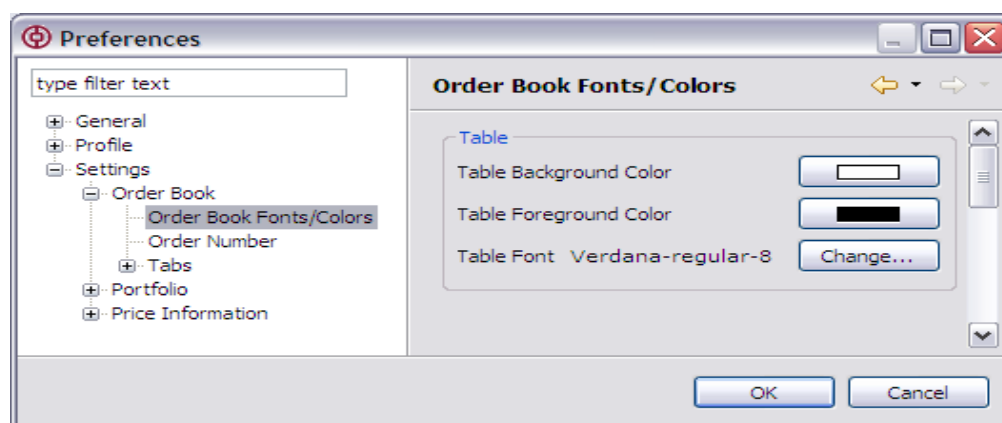 Preferences
type filter text
General
Profile
Settings
Order Book
Order Book Fonts/Colors
Order Number
Tabs
Portfolio
Price Information
Order Book Fonts/Colors
Table
Table Background Color
Table Foreground Color
Table Font Verdana-regular-8 Change...
OK Cancel